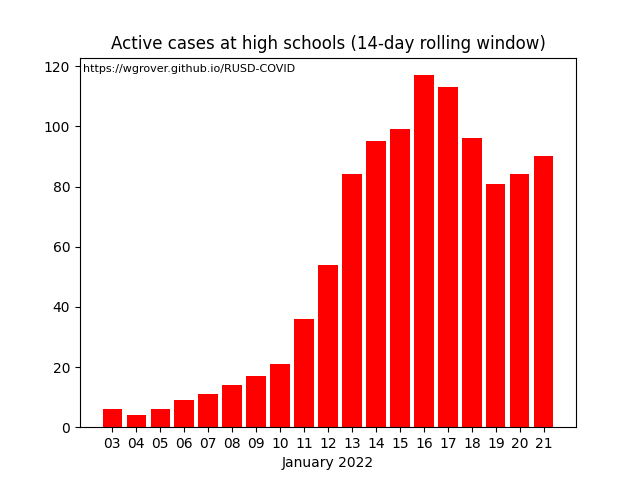 Active cases at high schools (14-day rolling window)
https://wgrover.github.io/RUSD-COVID
120
100
80
60
40
20
0
03 04 05 06 07 08 09 10 11 12 13 14 15 16 17 18 19 20 21
January 2022